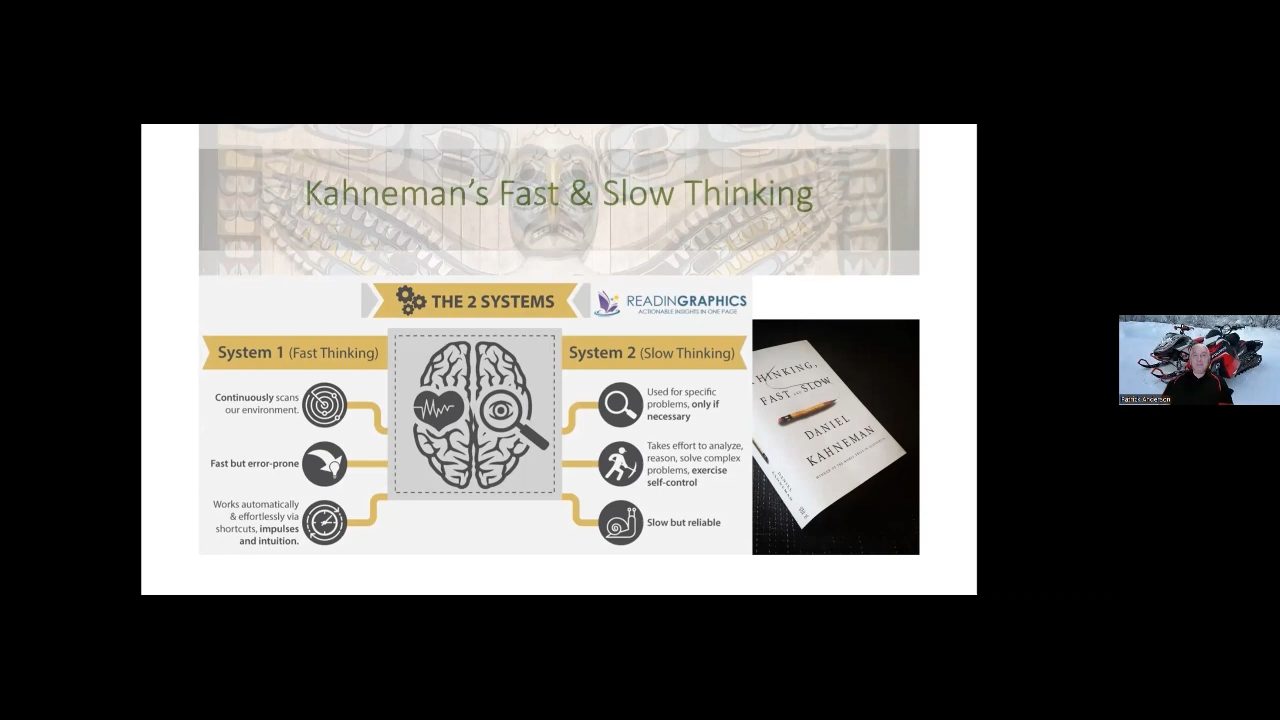 Kahneman's Fast & Slow Thinking
THE 2 SYSTEMS
READINGRAPHICS
ACTIONABLE INSIGHTS IN ONE PAGE
System 1 (Fast Thinking)
Continuously scans
our environment.
Fast but error-prone
Works automatically
& effortlessly via
shortcuts, impulses
and intuition.
System 2 (Slow Thinking)
Used for specific
problems, only if
necessary
Takes effort to analyze,
reason, solve complex
problems, exercise
self-control
Slow but reliable
THINKING,
FAST AND SLOW
DANIEL
KAHNEMAN
Patrick Anderson